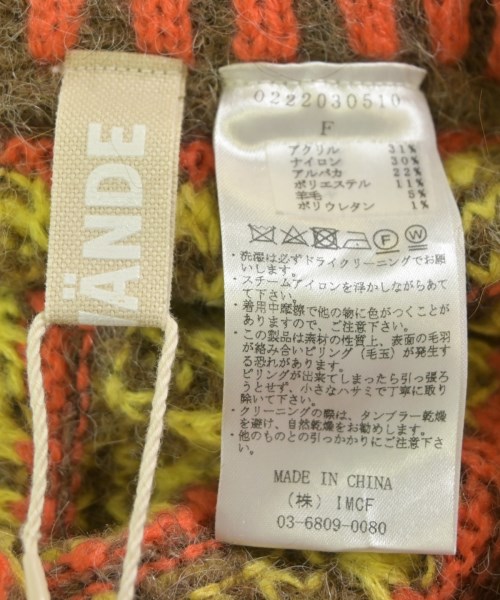 ÄNDE
0222030510
F
アクリル 31%
ナイロン 30%
アルパカ 22%
ポリエステル 11%
羊毛 5%
ポリウレタン 1%
F W
・洗濯は必ずドライクリーニングでお願
いします。
・スチームアイロンを浮かしながらあて
て下さい。
・着用中摩擦で他の物に色がつくことが
ありますので、ご注意下さい。
・この製品は素材の性質上、表面の毛羽
が絡み合いピリング（毛玉）が発生す
る恐れがあります。
ピリングが出来てしまったら引っ張ろ
うとせず、小さなハサミで丁寧に取り
除いて下さい。
・クリーニングの際は、タンブラー乾燥
を避け、自然乾燥をお勧めします。
・他のものとの引っかかりにご注意下さ
い。
MADE IN CHINA
（株）IMCF
03-6809-0080